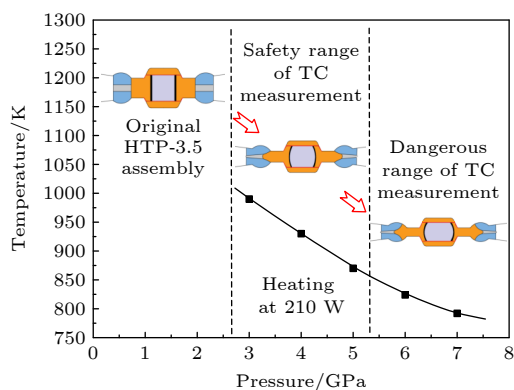 1300
1250
1200
1150
1100
1050
1000
950
900
850
800
750
Temperature/K
Original
HTP-3.5
assembly
Safety range
of TC
measurement
Dangerous
range of TC
measurement
Heating
at 210 W
0 1 2 3 4 5 6 7 8
Pressure/GPa